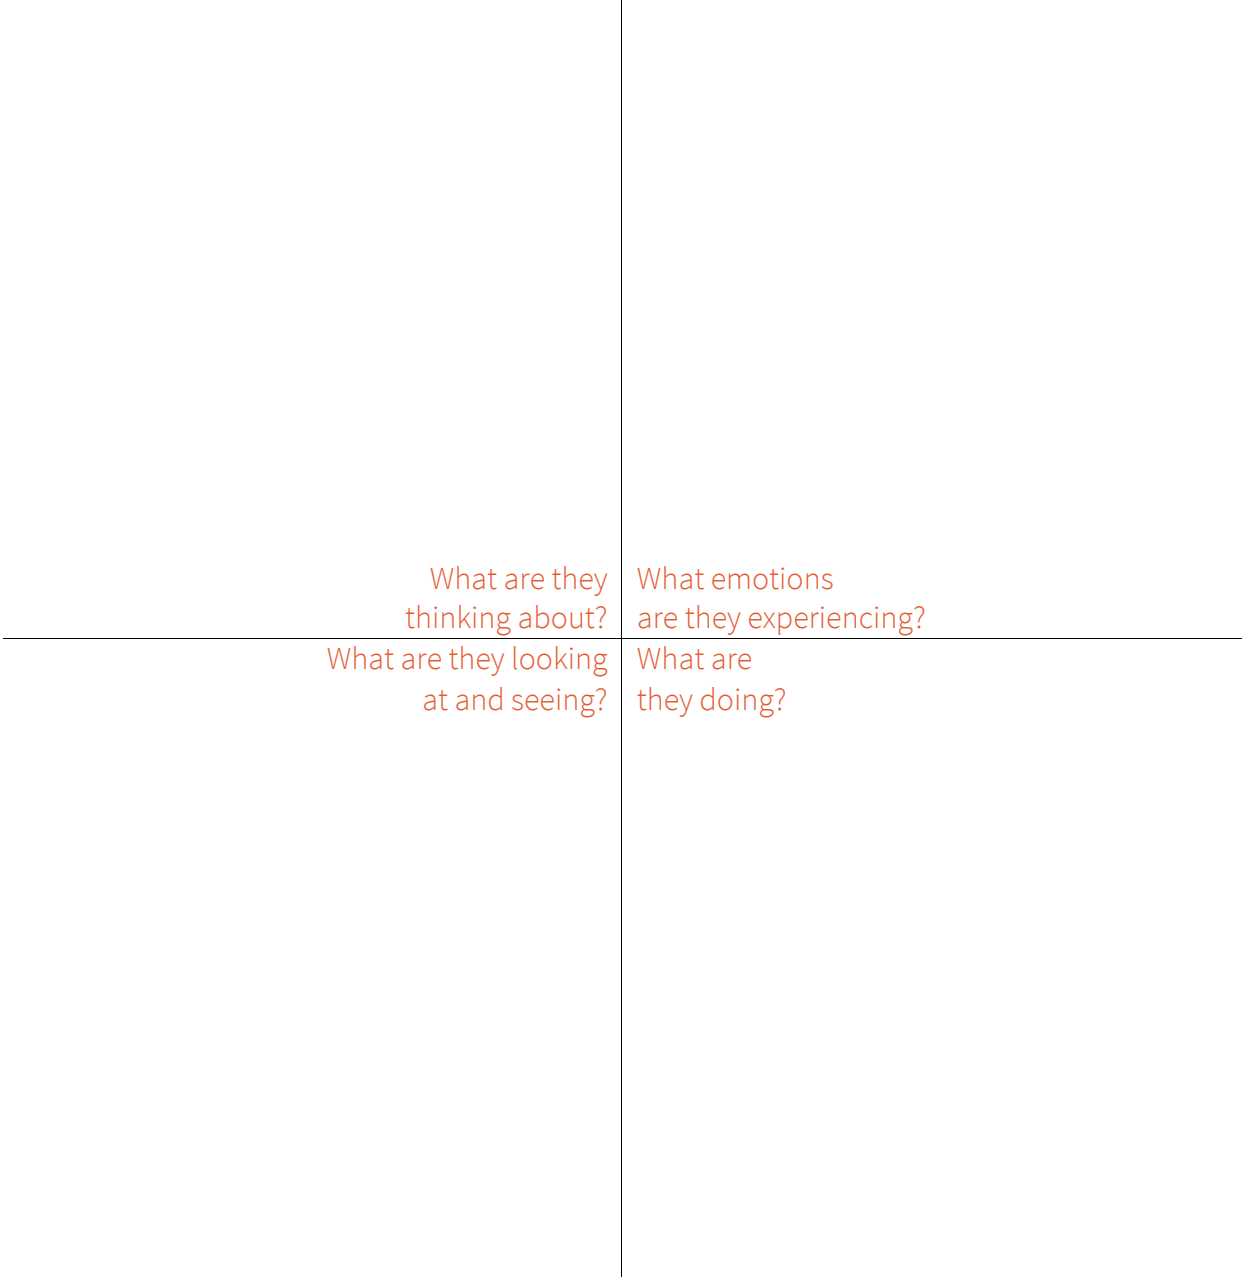 What are they
thinking about?
What emotions
are they experiencing?
What are they looking
at and seeing?
What are
they doing?